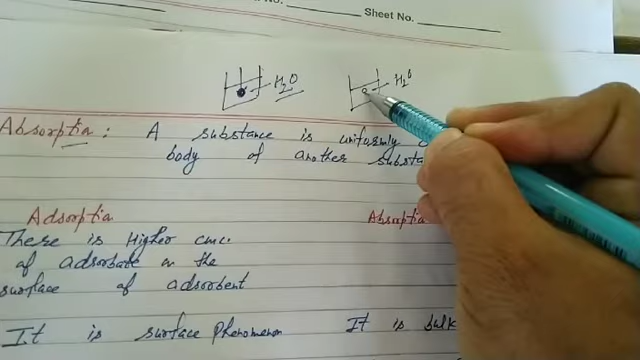 Sheet No.
H2O H2O
Absorptia : A substance is uniformly
body of another substa
Adsorptia Absorptia
There is Higher conc.
of adsorbate on the
surface of adsorbent
It is surface phenomenon It is bulk